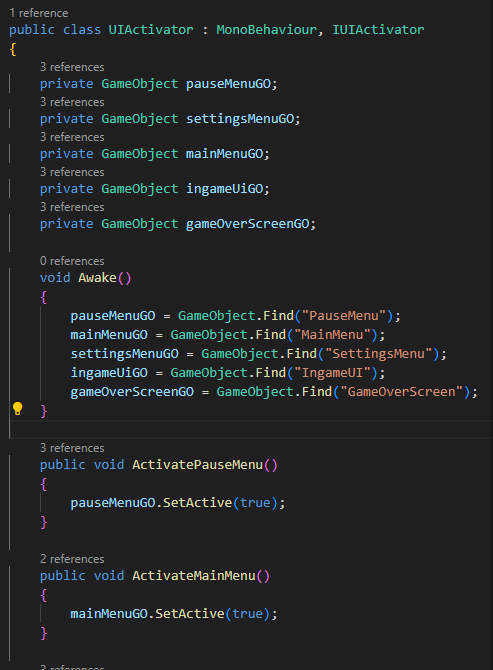 1 reference
public class UIActivator : MonoBehaviour, IUIActivator
{
3 references
private GameObject pauseMenuGO;
3 references
private GameObject settingsMenuGO;
3 references
private GameObject mainMenuGO;
3 references
private GameObject ingameUiGO;
3 references
private GameObject gameOverScreenGO;
0 references
void Awake()
{
pauseMenuGO = GameObject.Find("PauseMenu");
mainMenuGO = GameObject.Find("MainMenu");
settingsMenuGO = GameObject.Find("SettingsMenu");
ingameUiGO = GameObject.Find("IngameUI");
gameOverScreenGO = GameObject.Find("GameOverScreen");
}
3 references
public void ActivatePauseMenu()
{
pauseMenuGO.SetActive(true);
}
2 references
public void ActivateMainMenu()
{
mainMenuGO.SetActive(true);
}
3 references